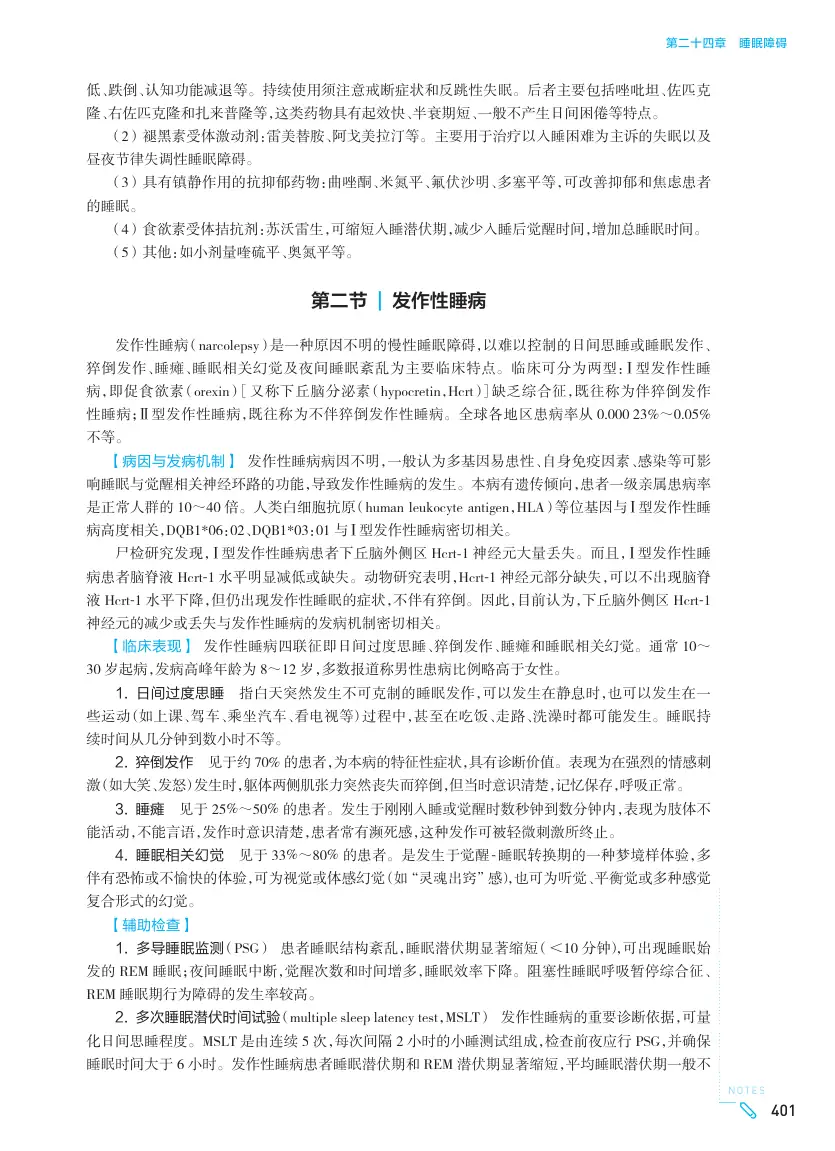 第二十四章 睡眠障碍
低、跌倒、认知功能减退等。持续使用须注意戒断症状和反跳性失眠。后者主要包括唑吡坦、佐匹克
隆、右佐匹克隆和扎来普隆等,这类药物具有起效快、半衰期短、一般不产生日间困倦等特点。
(2)褪黑素受体激动剂:雷美替胺、阿戈美拉汀等。主要用于治疗以入睡困难为主诉的失眠以及
昼夜节律失调性睡眠障碍。
(3)具有镇静作用的抗抑郁药物:曲唑酮、米氮平、氟伏沙明、多塞平等,可改善抑郁和焦虑患者
的睡眠。
(4)食欲素受体拮抗剂:苏沃雷生,可缩短入睡潜伏期,减少入睡后觉醒时间,增加总睡眠时间。
(5)其他:如小剂量喹硫平、奥氮平等。
第二节 | 发作性睡病
发作性睡病(narcolepsy)是一种原因不明的慢性睡眠障碍,以难以控制的日间思睡或睡眠发作、
猝倒发作、睡瘫、睡眠相关幻觉及夜间睡眠紊乱为主要临床特点。临床可分为两型:Ⅰ型发作性睡
病,即促食欲素(orexin)[又称下丘脑分泌素(hypocretin,Hcrt)]缺乏综合征,既往称为伴猝倒发作
性睡病;Ⅱ型发作性睡病,既往称为不伴猝倒发作性睡病。全球各地区患病率从 0.000 23%~0.05%
不等。
【病因与发病机制】 发作性睡病病因不明,一般认为多基因易患性、自身免疫因素、感染等可影
响睡眠与觉醒相关神经环路的功能,导致发作性睡病的发生。本病有遗传倾向,患者一级亲属患病率
是正常人群的 10~40 倍。人类白细胞抗原(human leukocyte antigen,HLA)等位基因与Ⅰ型发作性睡
病高度相关,DQB1*06:02、DQB1*03:01 与Ⅰ型发作性睡病密切相关。
尸检研究发现,Ⅰ型发作性睡病患者下丘脑外侧区 Hcrt-1 神经元大量丢失。而且,Ⅰ型发作性睡
病患者脑脊液 Hcrt-1 水平明显减低或缺失。动物研究表明,Hcrt-1 神经元部分缺失,可以不出现脑脊
液 Hcrt-1 水平下降,但仍出现发作性睡眠的症状,不伴有猝倒。因此,目前认为,下丘脑外侧区 Hcrt-1
神经元的减少或丢失与发作性睡病的发病机制密切相关。
【临床表现】 发作性睡病四联征即日间过度思睡、猝倒发作、睡瘫和睡眠相关幻觉。通常 10~
30 岁起病,发病高峰年龄为 8~12 岁,多数报道称男性患病比例略高于女性。
1. 日间过度思睡 指白天突然发生不可克制的睡眠发作,可以发生在静息时,也可以发生在一
些运动(如上课、驾车、乘坐汽车、看电视等)过程中,甚至在吃饭、走路、洗澡时都可能发生。睡眠持
续时间从几分钟到数小时不等。
2. 猝倒发作 见于约 70% 的患者,为本病的特征性症状,具有诊断价值。表现为在强烈的情感刺
激(如大笑、发怒)发生时,躯体两侧肌张力突然丧失而猝倒,但当时意识清楚,记忆保存,呼吸正常。
3. 睡瘫 见于 25%~50% 的患者。发生于刚刚入睡或觉醒时数秒钟到数分钟内,表现为肢体不
能活动,不能言语,发作时意识清楚,患者常有濒死感,这种发作可被轻微刺激所终止。
4. 睡眠相关幻觉 见于 33%~80% 的患者。是发生于觉醒-睡眠转换期的一种梦境样体验,多
伴有恐怖或不愉快的体验,可为视觉或体感幻觉(如“灵魂出窍”感),也可为听觉、平衡觉或多种感觉
复合形式的幻觉。
【辅助检查】
1. 多导睡眠监测(PSG) 患者睡眠结构紊乱,睡眠潜伏期显著缩短(<10 分钟),可出现睡眠始
发的 REM 睡眠;夜间睡眠中断,觉醒次数和时间增多,睡眠效率下降。阻塞性睡眠呼吸暂停综合征、
REM 睡眠期行为障碍的发生率较高。
2. 多次睡眠潜伏时间试验(multiple sleep latency test,MSLT) 发作性睡病的重要诊断依据,可量
化日间思睡程度。MSLT 是由连续 5 次,每次间隔 2 小时的小睡测试组成,检查前夜应行 PSG,并确保
睡眠时间大于 6 小时。发作性睡病患者睡眠潜伏期和 REM 潜伏期显著缩短,平均睡眠潜伏期一般不
NOTES
401